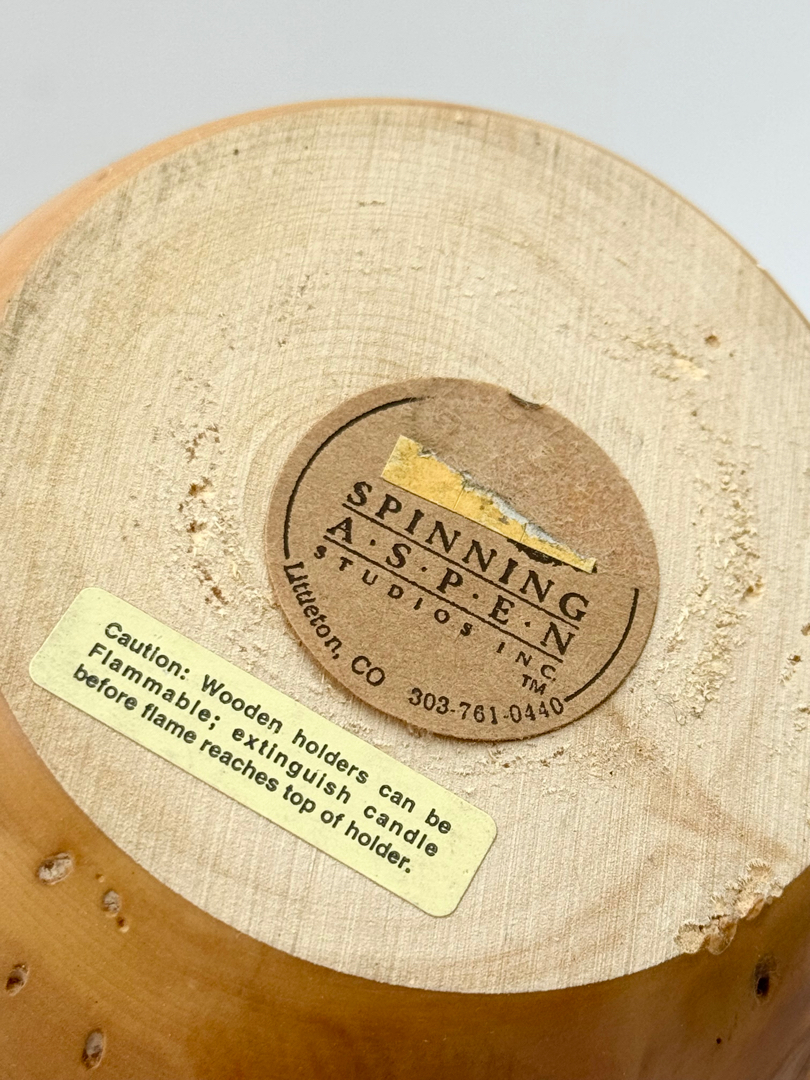 SPINNING
A·S·P·E·N
STUDIOS INC.
TM
Littleton, CO 303-761-0440
Caution: Wooden holders can be
Flammable; extinguish candle
before flame reaches top of holder.